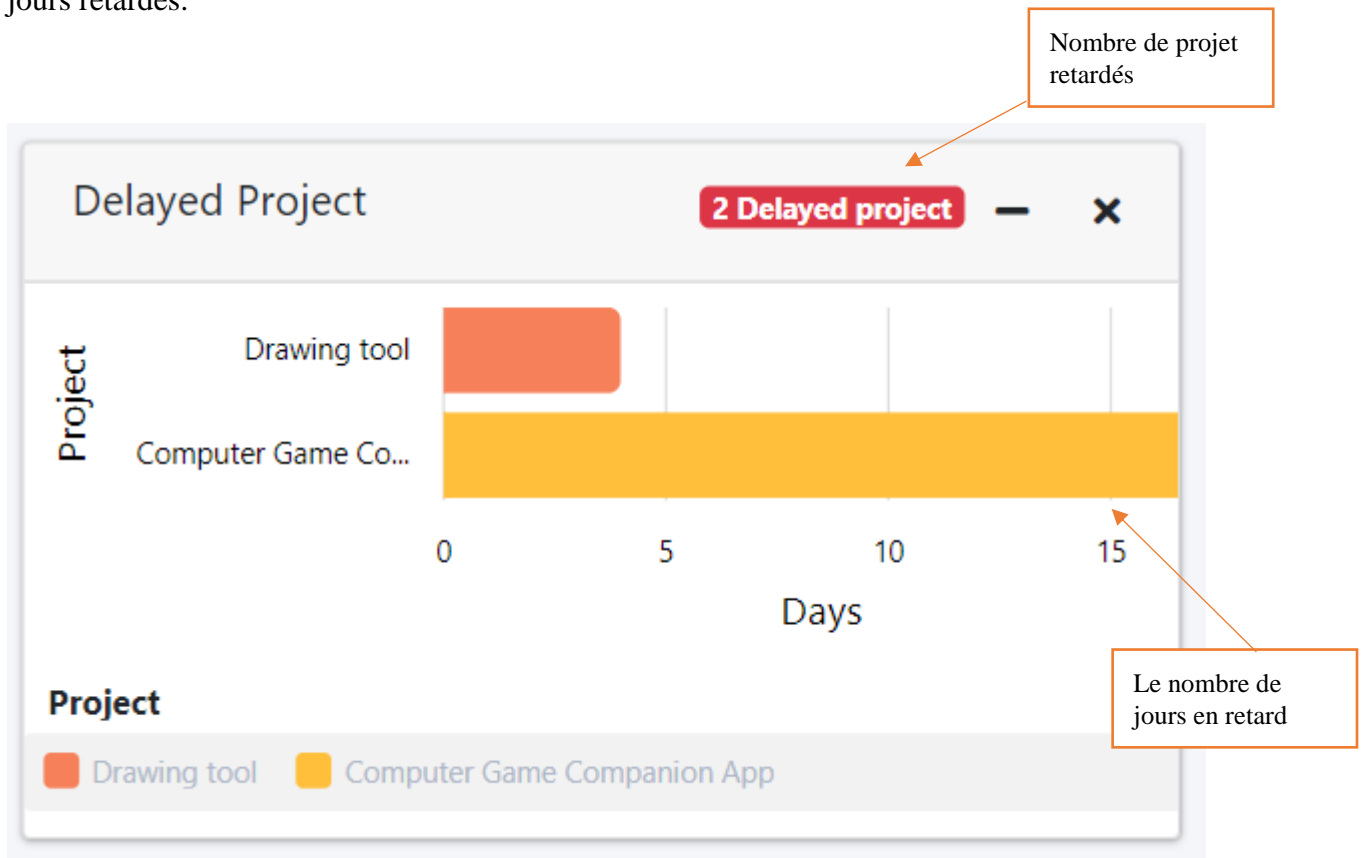 jours retardés.
Nombre de projet
retardés
Delayed Project
2 Delayed project
Project
Drawing tool
Computer Game Co...
0 5 10 15
Days
Le nombre de
jours en retard
Project
Drawing tool Computer Game Companion App